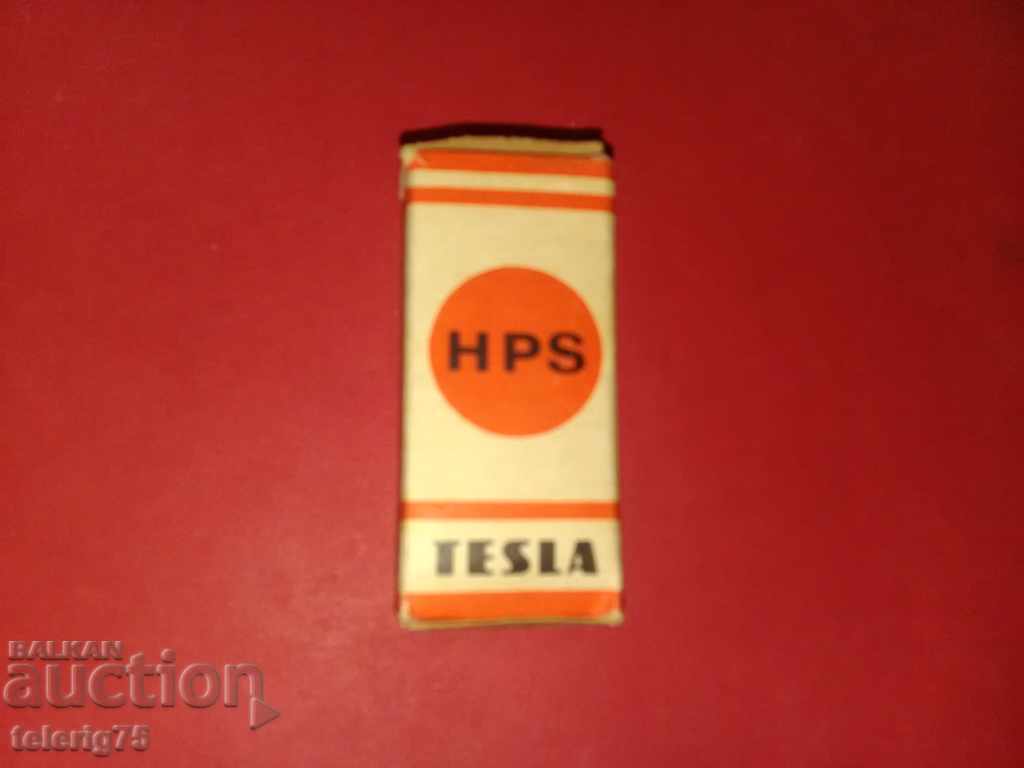 HPS
TESLA
BALKAN
auction
telerig75